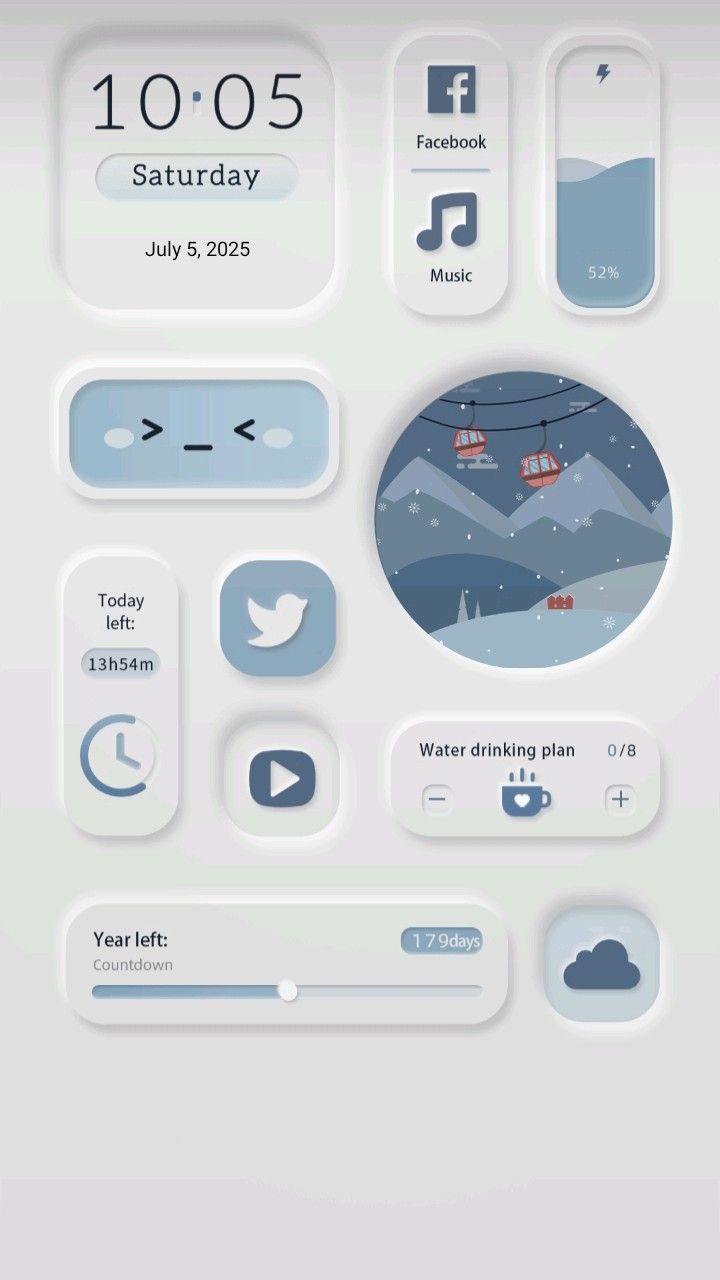 10:05
Saturday
July 5, 2025
Facebook
Music
52%
> _ <
Today
left:
13h54m
Water drinking plan 0/8
Year left:
179days
Countdown